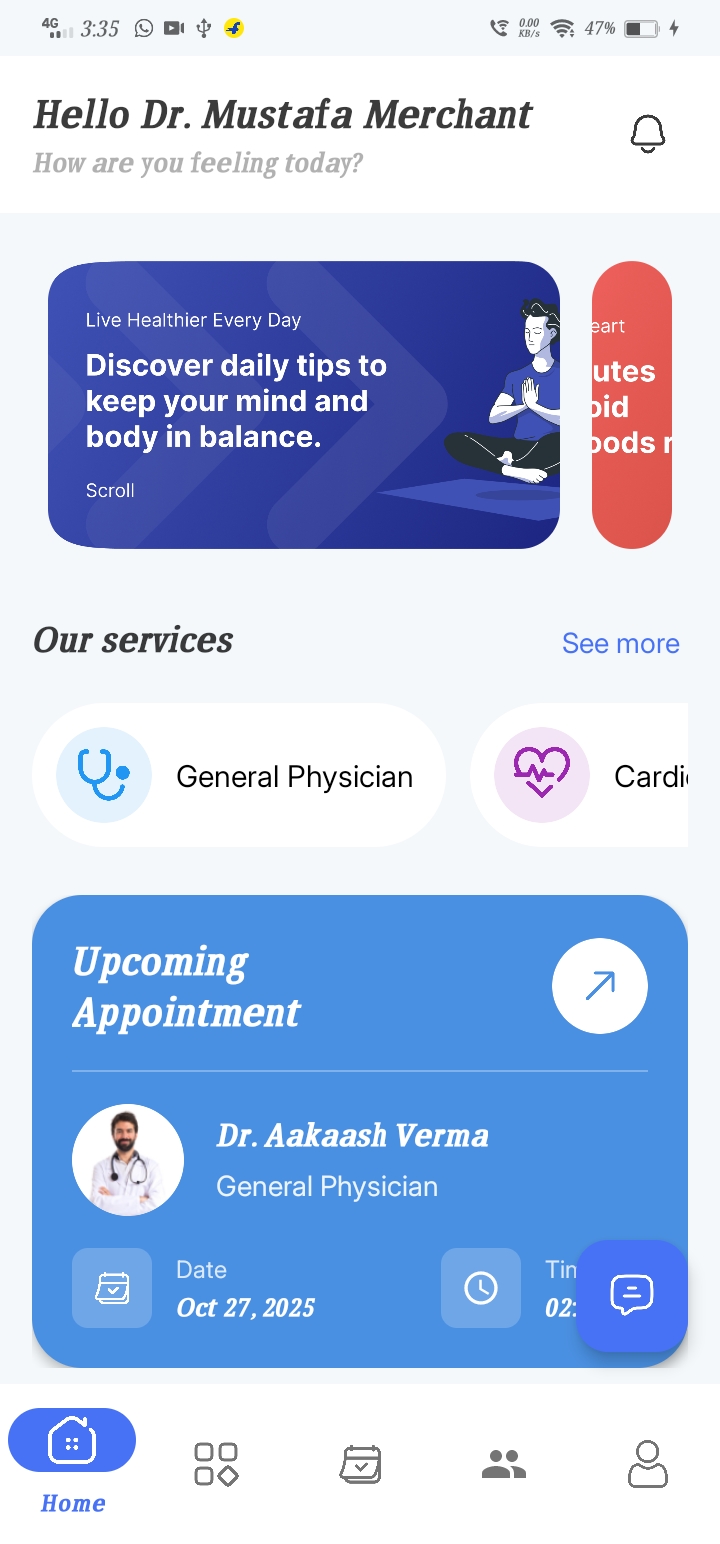 4G 3:35 0.00 KB/s 47%
Hello Dr. Mustafa Merchant
How are you feeling today?
Live Healthier Every Day
Discover daily tips to
keep your mind and
body in balance.
Scroll
eart
utes
oid
oods r
Our services
See more
General Physician
Cardi
Upcoming
Appointment
Dr. Aakaash Verma
General Physician
Date
Oct 27, 2025
Tim
02:
Home